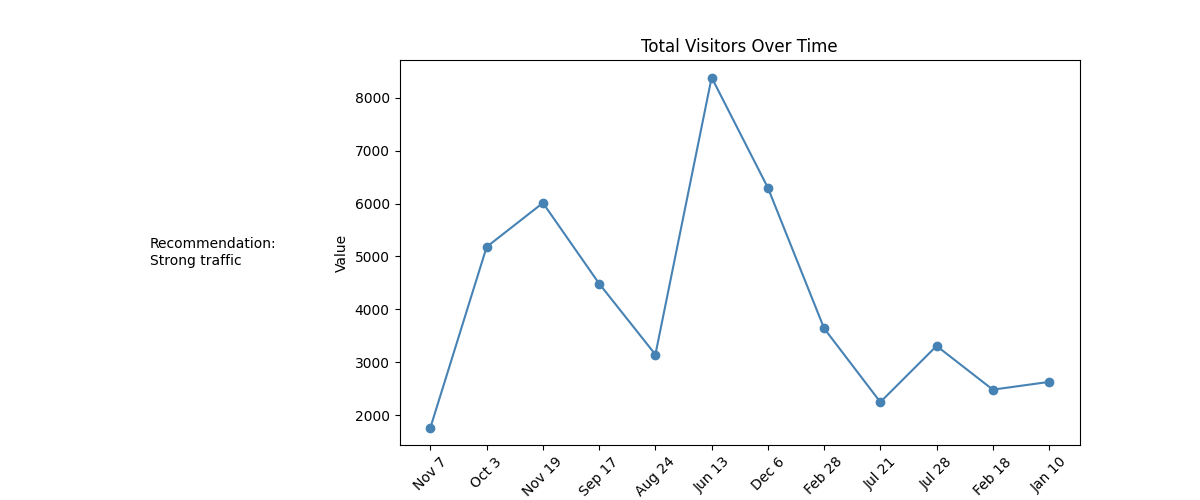 Total Visitors Over Time
Recommendation:
Strong traffic
Value
8000
7000
6000
5000
4000
3000
2000
Nov 7
Oct 3
Nov 19
Sep 17
Aug 24
Jun 13
Dec 6
Feb 28
Jul 21
Jul 28
Feb 18
Jan 10